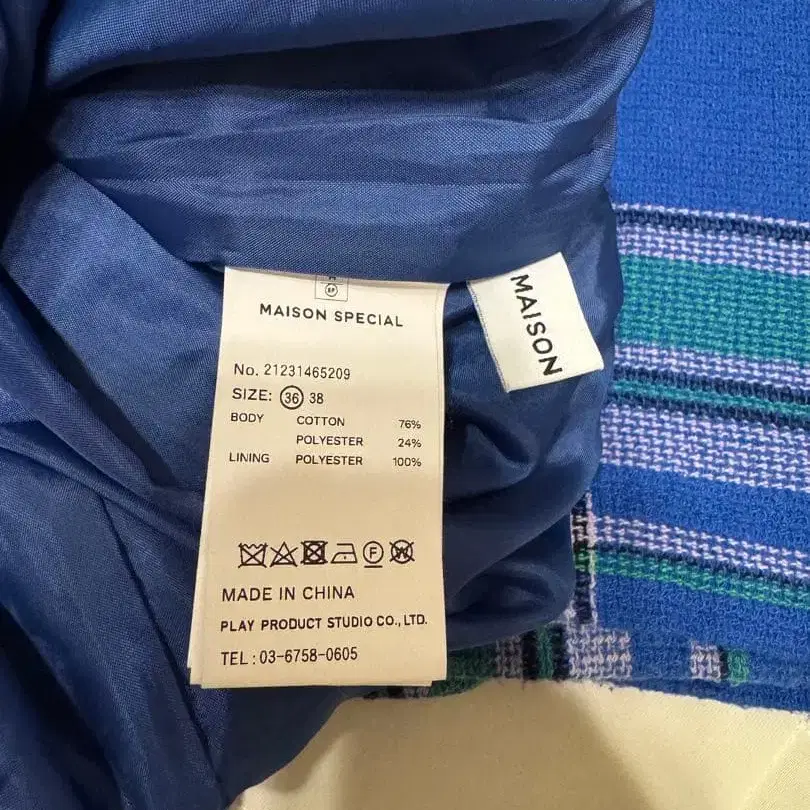 MAISON SPECIAL
No. 21231465209
SIZE: 36 38
BODY COTTON 76%
POLYESTER 24%
LINING POLYESTER 100%
MADE IN CHINA
PLAY PRODUCT STUDIO CO., LTD.
TEL : 03-6758-0605
MAISON